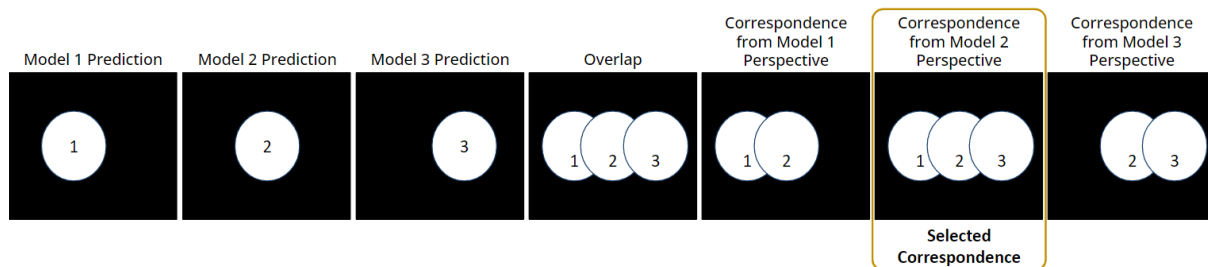 Model 1 Prediction
Model 2 Prediction
Model 3 Prediction
Overlap
Correspondence
from Model 1
Perspective
Correspondence
from Model 2
Perspective
Correspondence
from Model 3
Perspective
1
2
3
1 2 3
1 2
1 2 3
2 3
Selected
Correspondence